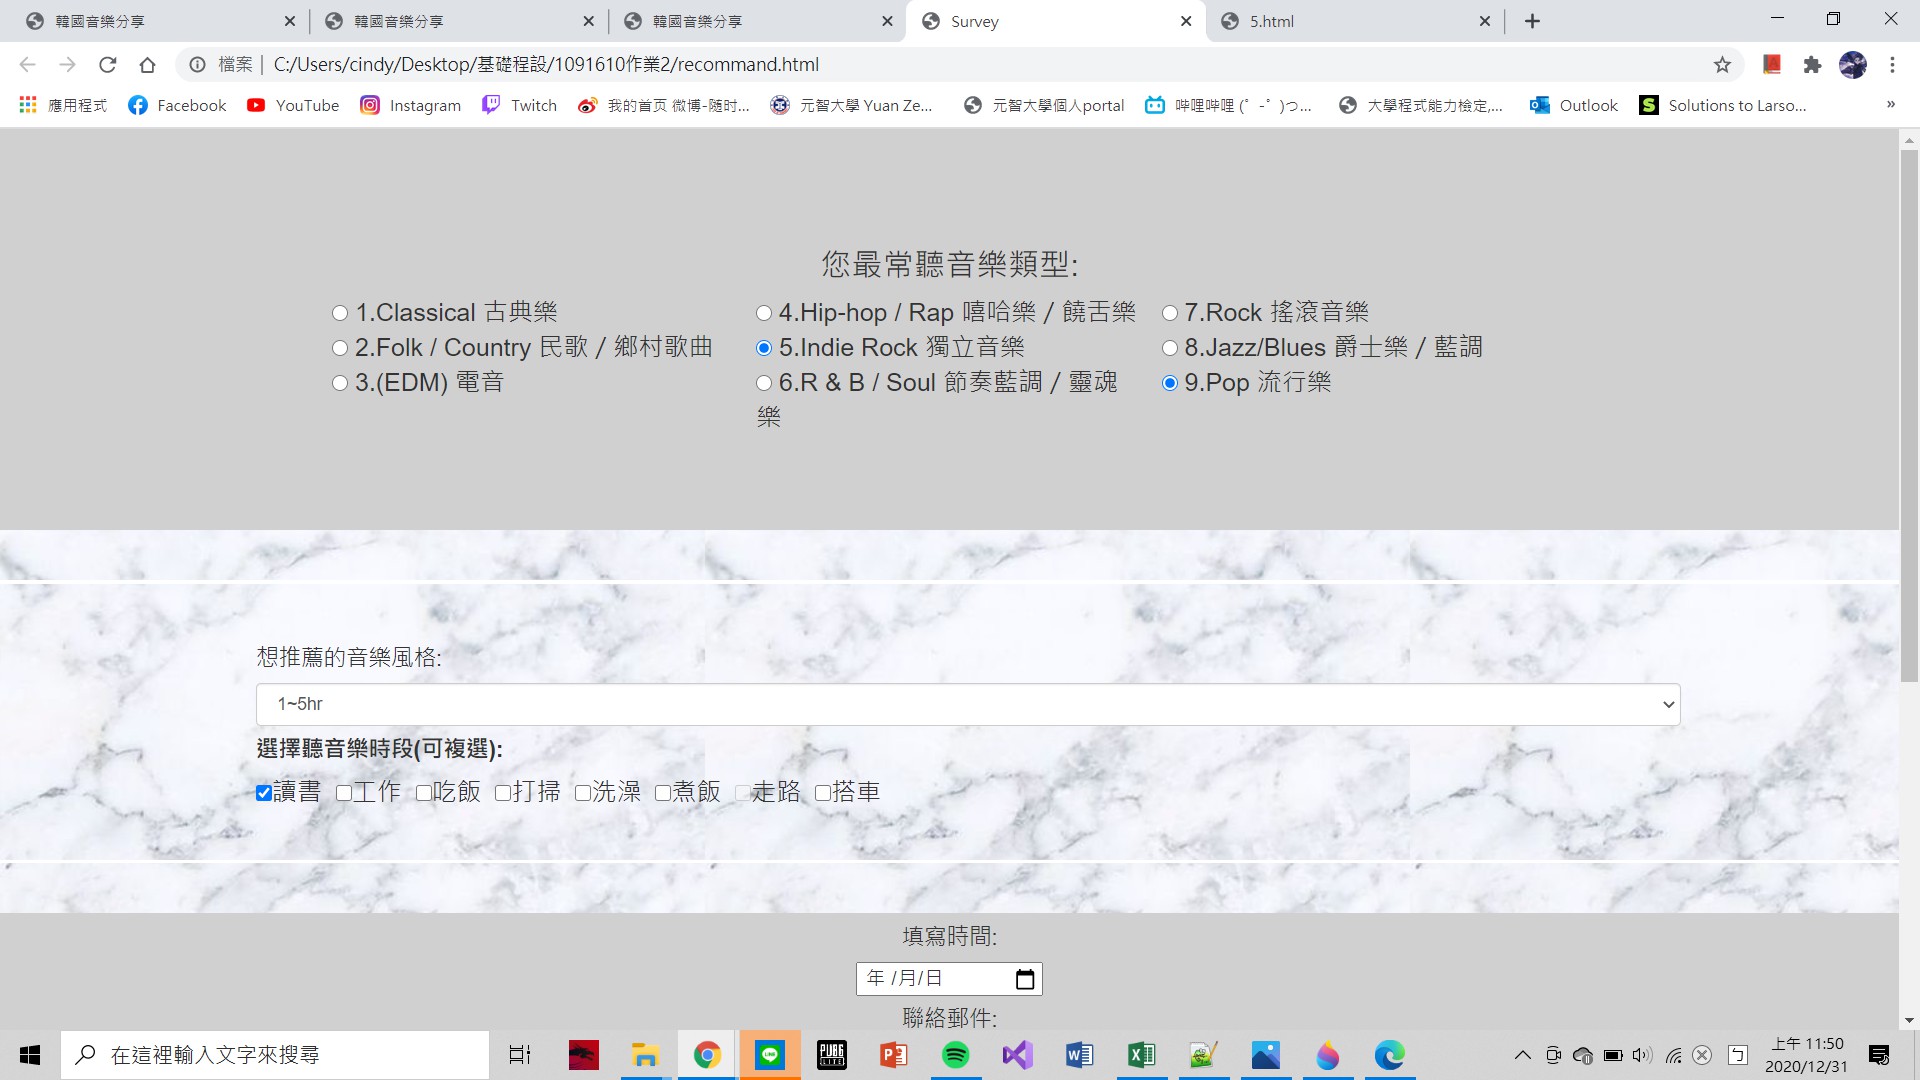 韓國音樂分享
韓國音樂分享
韓國音樂分享
Survey
5.html
檔案
C:/Users/cindy/Desktop/基礎程設/1091610作業2/recommand.html
應用程式
Facebook
YouTube
Instagram
Twitch
我的首页 微博-随时...
元智大學 Yuan Ze...
元智大學個人portal
哔哩哔哩 (゜-゜)つ...
大學程式能力檢定,...
Outlook
Solutions to Larso...
»
您最常聽音樂類型:
1.Classical 古典樂
2.Folk / Country 民歌 / 鄉村歌曲
3.(EDM) 電音
4.Hip-hop / Rap 嘻哈樂 / 饒舌樂
5.Indie Rock 獨立音樂
6.R & B / Soul 節奏藍調 / 靈魂
樂
7.Rock 搖滾音樂
8.Jazz/Blues 爵士樂 / 藍調
9.Pop 流行樂
想推薦的音樂風格:
1~5hr
選擇聽音樂時段(可複選):
讀書 工作 吃飯 打掃 洗澡 煮飯 走路 搭車
填寫時間:
年 /月/日
聯絡郵件:
在這裡輸入文字來搜尋
LINE
PUBG
LITE
ㄅ
上午 11:50
2020/12/31